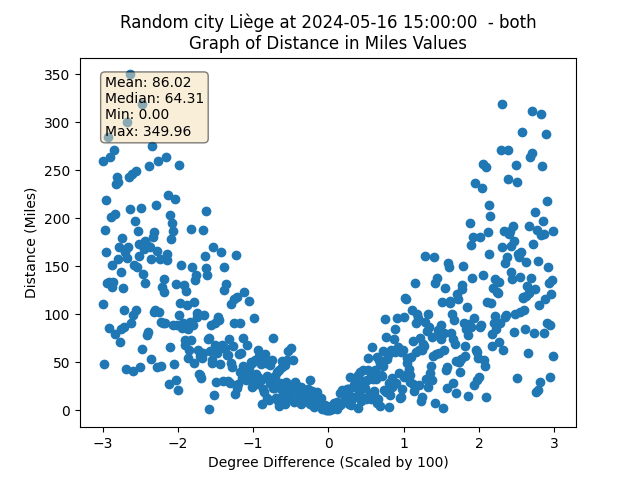 Random city Liège at 2024-05-16 15:00:00  - both
Graph of Distance in Miles Values
Mean: 86.02
Median: 64.31
Min: 0.00
Max: 349.96
350
300
250
200
150
100
50
0
Distance (Miles)
−3
−2
−1
0
1
2
3
Degree Difference (Scaled by 100)